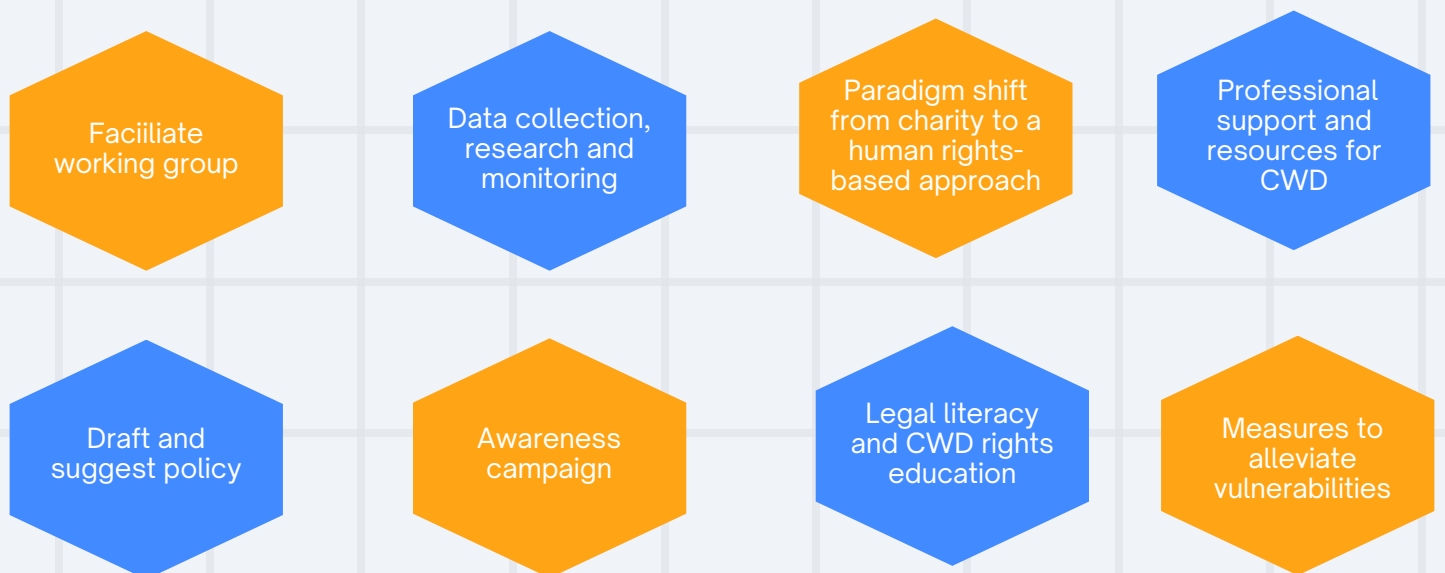 Faciiliate
working group
Data collection,
research and
monitoring
Paradigm shift
from charity to a
human rights-
based approach
Professional
support and
resources for
CWD
Draft and
suggest policy
Awareness
campaign
Legal literacy
and CWD rights
education
Measures to
alleviate
vulnerabilities